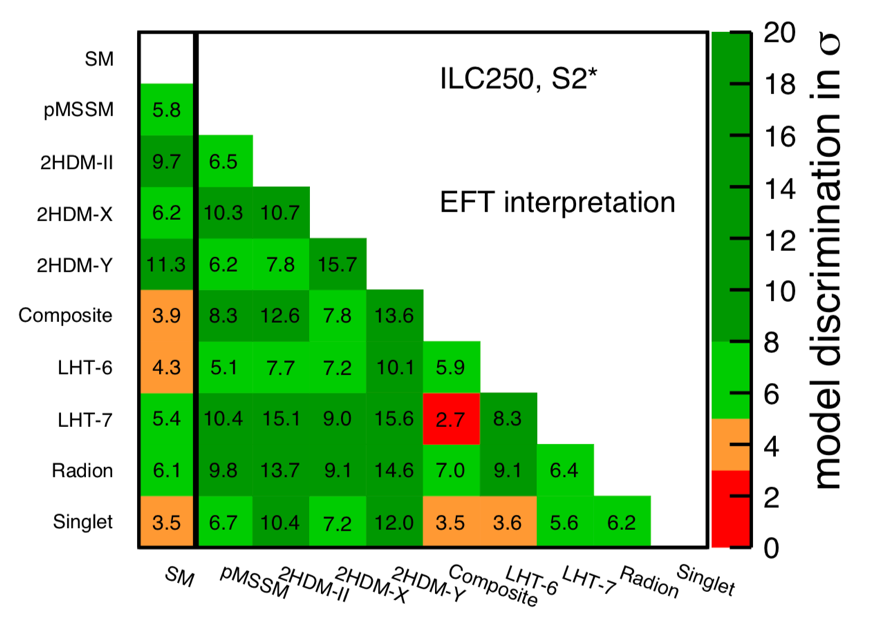 SM
ILC250, S2*
pMSSM 5.8
2HDM-II 9.7 6.5
2HDM-X 6.2 10.3 10.7
EFT interpretation
2HDM-Y 11.3 6.2 7.8 15.7
Composite 3.9 8.3 12.6 7.8 13.6
LHT-6 4.3 5.1 7.7 7.2 10.1 5.9
LHT-7 5.4 10.4 15.1 9.0 15.6 2.7 8.3
Radion 6.1 9.8 13.7 9.1 14.6 7.0 9.1 6.4
Singlet 3.5 6.7 10.4 7.2 12.0 3.5 3.6 5.6 6.2
SM pMSSM 2HDM-II 2HDM-X 2HDM-Y Composite LHT-6 LHT-7 Radion Singlet
20
18
16
14
12
10
8
6
4
2
0
model discrimination in σ